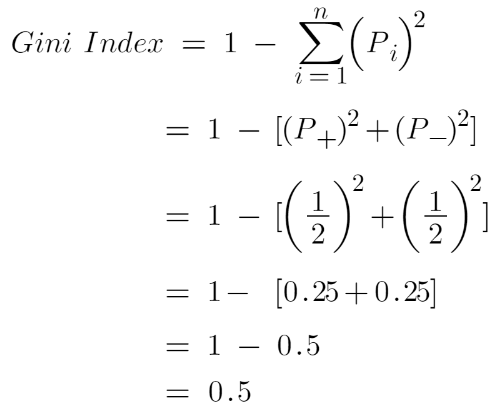 Gini Index = 1 − ∑_{i=1}^{n} (P_i)^2
= 1 − [(P_+)^2 + (P_−)^2]
= 1 − [(1/2)^2 + (1/2)^2]
= 1 − [0.25 + 0.25]
= 1 − 0.5
= 0.5